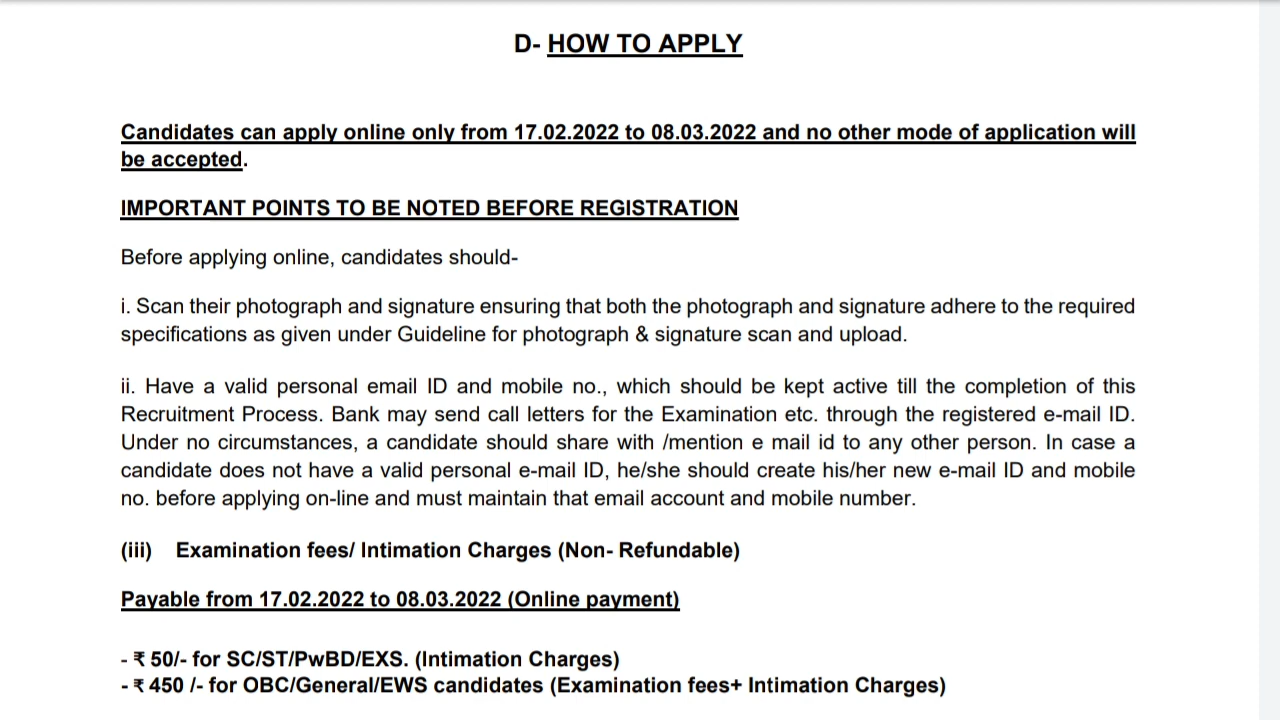 D- HOW TO APPLY
Candidates can apply online only from 17.02.2022 to 08.03.2022 and no other mode of application will
be accepted.
IMPORTANT POINTS TO BE NOTED BEFORE REGISTRATION
Before applying online, candidates should-
i. Scan their photograph and signature ensuring that both the photograph and signature adhere to the required
specifications as given under Guideline for photograph & signature scan and upload.
ii. Have a valid personal email ID and mobile no., which should be kept active till the completion of this
Recruitment Process. Bank may send call letters for the Examination etc. through the registered e-mail ID.
Under no circumstances, a candidate should share with /mention e mail id to any other person. In case a
candidate does not have a valid personal e-mail ID, he/she should create his/her new e-mail ID and mobile
no. before applying on-line and must maintain that email account and mobile number.
(iii) Examination fees/ Intimation Charges (Non- Refundable)
Payable from 17.02.2022 to 08.03.2022 (Online payment)
- ₹ 50/- for SC/ST/PwBD/EXS. (Intimation Charges)
- ₹ 450 /- for OBC/General/EWS candidates (Examination fees+ Intimation Charges)